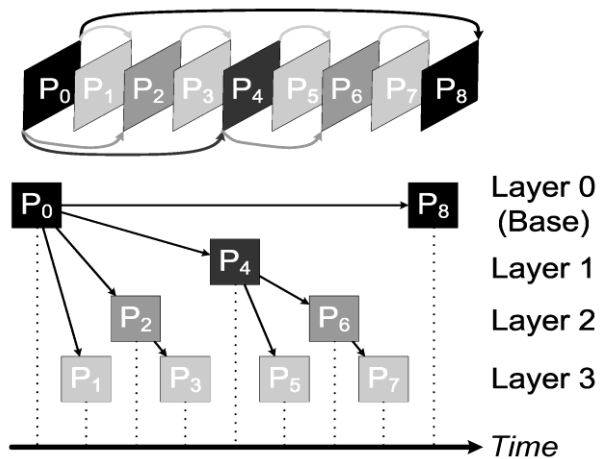 P0 P1 P2 P3 P4 P5 P6 P7 P8
P0 P8 Layer 0
(Base)
P4 Layer 1
P2 P6 Layer 2
P1 P3 P5 P7 Layer 3
Time